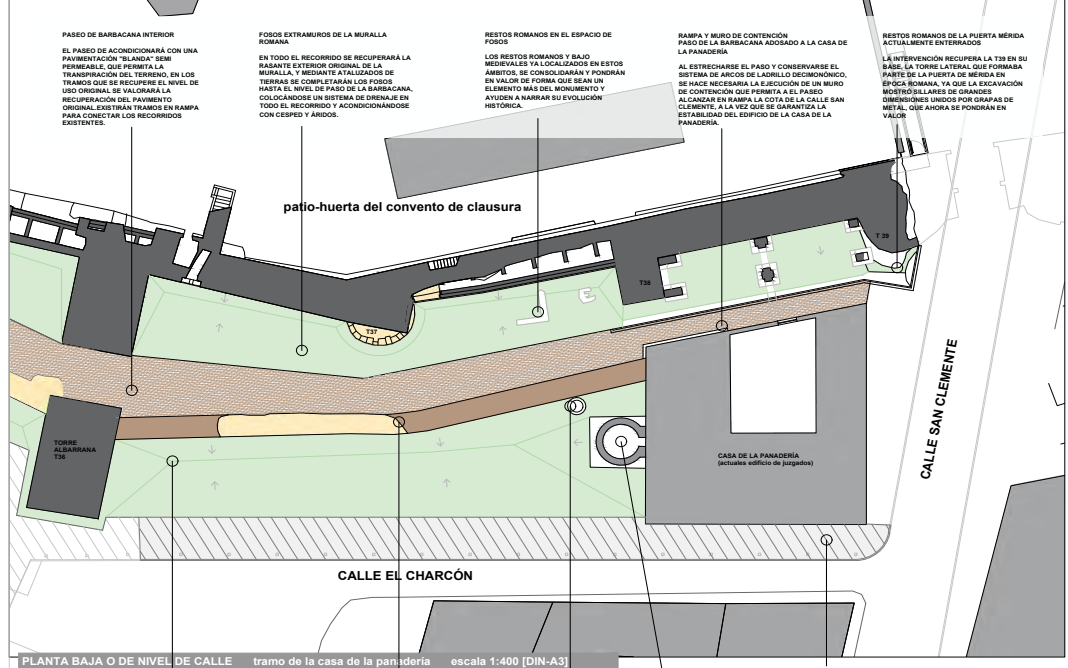 PASEO DE BARBACANA INTERIOR
EL PASEO DE ACONDICIONARÁ CON UNA
PAVIMENTACIÓN "BLANDA" SEMI
PERMEABLE, QUE PERMITA LA
TRANSPIRACIÓN DEL TERRENO, EN LOS
TRAMOS QUE SE RECUPERE EL NIVEL DE
USO ORIGINAL SE VALORARÁ LA
RECUPERACIÓN DEL PAVIMENTO
ORIGINAL.EXISTIRÁN TRAMOS EN RAMPA
PARA CONECTAR LOS RECORRIDOS
EXISTENTES.
FOSOS EXTRAMUROS DE LA MURALLA
ROMANA
EN TODO EL RECORRIDO SE RECUPERARÁ LA
RASANTE EXTERIOR ORIGINAL DE LA
MURALLA, Y MEDIANTE ATALUZADOS DE
TIERRAS SE COMPLETARÁN LOS FOSOS
HASTA EL NIVEL DE PASO DE LA BARBACANA,
COLOCÁNDOSE UN SISTEMA DE DRENAJE EN
TODO EL RECORRIDO Y ACONDICIONÁNDOSE
CON CESPED Y ÁRIDOS.
RESTOS ROMANOS EN EL ESPACIO DE
FOSOS
LOS RESTOS ROMANOS Y BAJO
MEDIEVALES YA LOCALIZADOS EN ESTOS
ÁMBITOS, SE CONSOLIDARÁN Y PONDRÁN
EN VALOR DE FORMA QUE SEAN UN
ELEMENTO MÁS DEL MONUMENTO Y
AYUDEN A NARRAR SU EVOLUCIÓN
HISTÓRICA.
RAMPA Y MURO DE CONTENCIÓN
PASO DE LA BARBACANA ADOSADO A LA CASA DE
LA PANADERÍA
AL ESTRECHARSE EL PASO Y CONSERVARSE EL
SISTEMA DE ARCOS DE LADRILLO DECIMONÓNICO,
SE HACE NECESARIA LA EJECUCIÓN DE UN MURO
DE CONTENCIÓN QUE PERMITA A EL PASEO
ALCANZAR EN RAMPA LA COTA DE LA CALLE SAN
CLEMENTE, A LA VEZ QUE SE GARANTIZA LA
ESTABILIDAD DEL EDIFICIO DE LA CASA DE LA
PANADERÍA.
RESTOS ROMANOS DE LA PUERTA MÉRIDA
ACTUALMENTE ENTERRADOS
LA INTERVENCIÓN RECUPERA LA T39 EN SU
BASE, LA TORRE LATERAL QUE FORMABA
PARTE DE LA PUERTA DE MÉRIDA EN
ÉPOCA ROMANA, YA QUE LA EXCAVACIÓN
MOSTRÓ SILLARES DE GRANDES
DIMENSIONES UNIDOS POR GRAPAS DE
METAL, QUE AHORA SE PONDRÁN EN
VALOR
patio-huerta del convento de clausura
T 39
T38
T37
TORRE
ALBARRANA
T36
CASA DE LA PANADERÍA
(actuales edificio de juzgados)
CALLE SAN CLEMENTE
CALLE EL CHARCÓN
PLANTA BAJA O DE NIVEL DE CALLE tramo de la casa de la panadería escala 1:400 [DIN-A3]